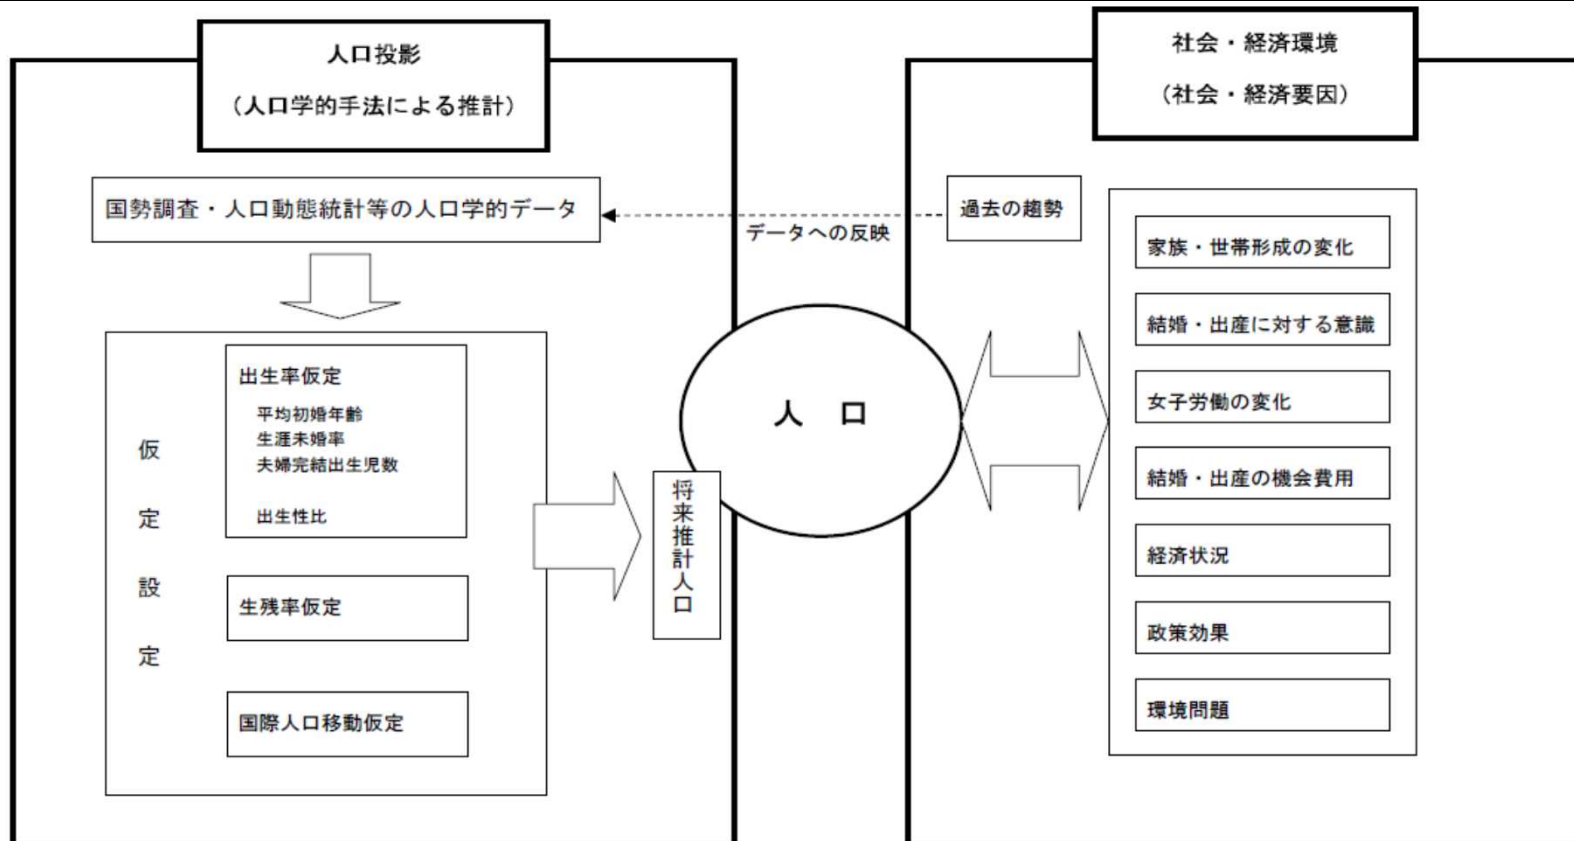 人口投影
（人口学的手法による推計）
国勢調査・人口動態統計等の人口学的データ
仮定設定
出生率仮定
平均初婚年齢
生涯未婚率
夫婦完結出生児数
出生性比
生残率仮定
国際人口移動仮定
将来推計人口
人　口
データへの反映
社会・経済環境
（社会・経済要因）
過去の趨勢
家族・世帯形成の変化
結婚・出産に対する意識
女子労働の変化
結婚・出産の機会費用
経済状況
政策効果
環境問題